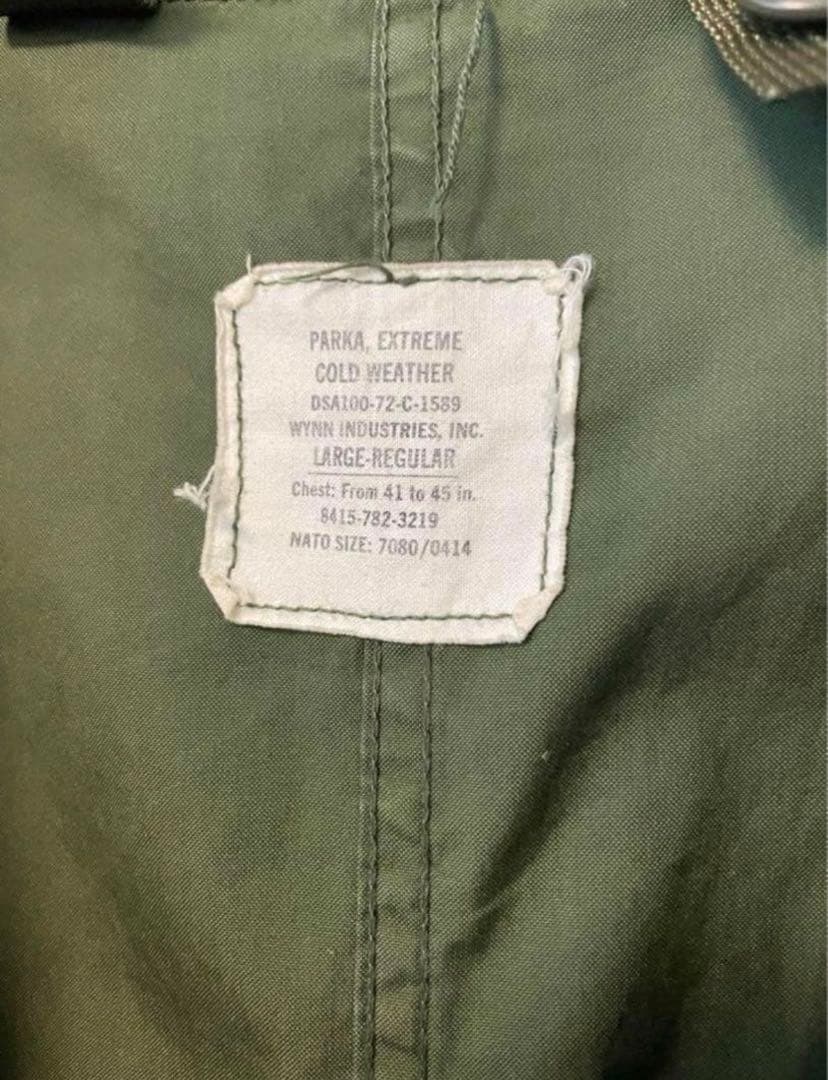 PARKA, EXTREME
COLD WEATHER
DSA100-72-C-1589
WYNN INDUSTRIES, INC.
LARGE-REGULAR
Chest: From 41 to 45 in.
8415-782-3219
NATO SIZE: 7080/0414